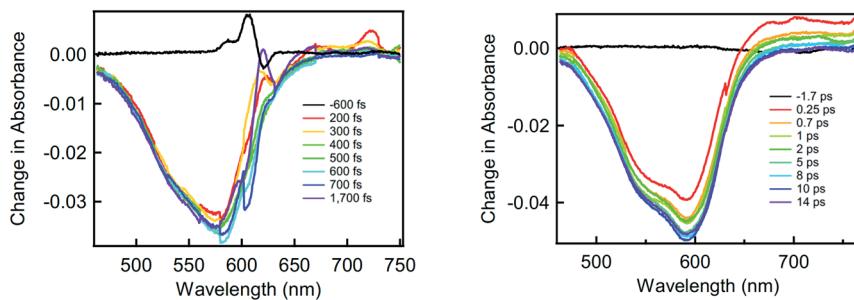 Change in Absorbance
0.00
-0.01
-0.02
-0.03
500
550
600
650
700
750
Wavelength (nm)
-600 fs
200 fs
300 fs
400 fs
500 fs
600 fs
700 fs
1,700 fs
Change in Absorbance
0.00
-0.02
-0.04
500
600
700
Wavelength (nm)
-1.7 ps
0.25 ps
0.7 ps
1 ps
2 ps
5 ps
8 ps
10 ps
14 ps